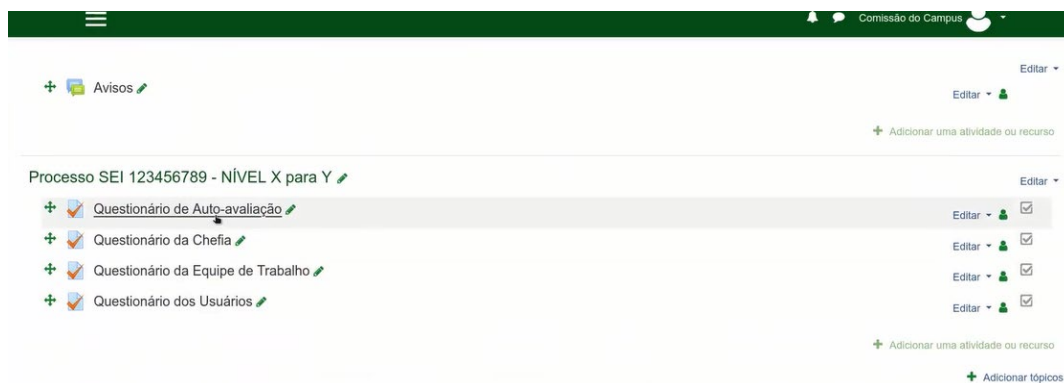 Comissão do Campus
Editar
Avisos
Editar
Adicionar uma atividade ou recurso
Processo SEI 123456789 - NÍVEL X para Y
Editar
Questionário de Auto-avaliação
Editar
Questionário da Chefia
Editar
Questionário da Equipe de Trabalho
Editar
Questionário dos Usuários
Editar
Adicionar uma atividade ou recurso
Adicionar tópicos